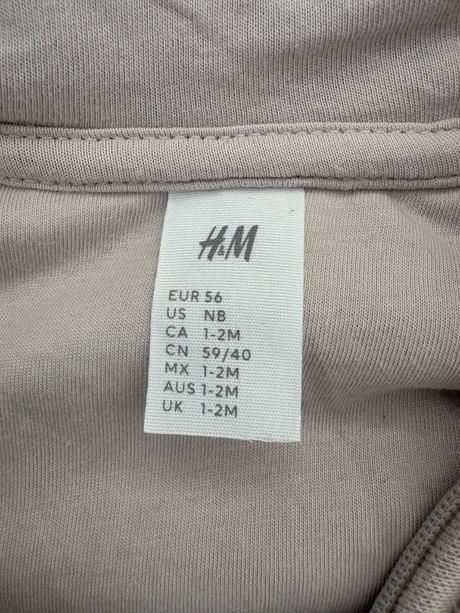 H&M
EUR 56
US NB
CA 1-2M
CN 59/40
MX 1-2M
AUS 1-2M
UK 1-2M